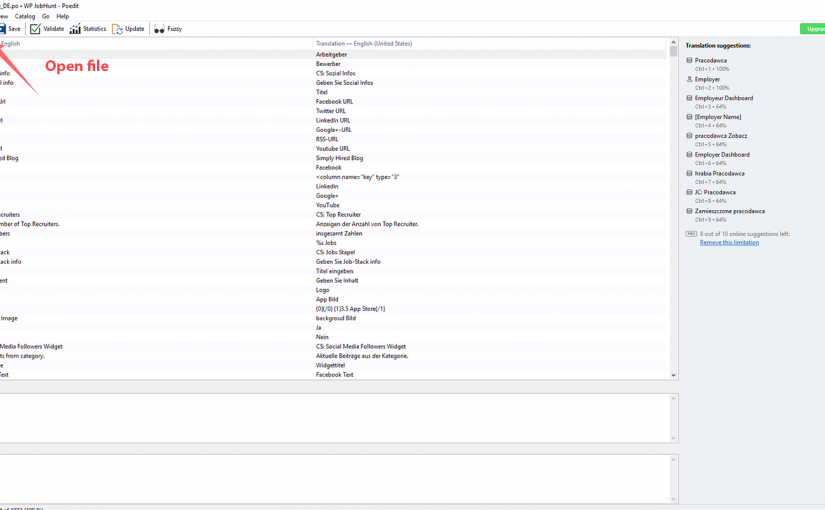 _DE.po • WP JobHunt - Poedit
ew Catalog Go Help
Save Validate Statistics Update Fuzzy
Upgra
English
Translation — English (United States)
Open file
Arbeitgeber
Bewerber
info CS: Sozial Infos
l info Geben Sie Social Infos
Titel
Url Facebook URL
Twitter URL
rl LinkedIn URL
Google+-URL
RSS-URL
l Youtube URL
ed Blog Simply Hired Blog
Facebook
<column name="key" type="3"
Linkedin
Google+
YouTube
cruiters CS: Top Recruiter
mber of Top Recruiters. Anzeigen der Anzahl von Top Recruiter.
bers insgesamt Zahlen
%s Jobs
tack CS: Jobs Stapel
ack info Geben Sie Job-Stack info
Titel eingeben
ent Geben Sie Inhalt
Logo
App Bild
{0}{/0} {1}3.5 App Store{/1}
Image backgroud Bild
Ja
Nein
Media Followers Widget CS: Social Media Followers Widget
ts from category. Aktuelle Beiträge aus der Kategorie.
e Widgettitel
Text Facebook Text
Translation suggestions:
Pracodawca
Ctrl+1 • 100%
Employer
Ctrl+2 • 100%
Employeur Dashboard
Ctrl+3 • 64%
[Employer Name]
Ctrl+4 • 64%
pracodawca Zobacz
Ctrl+5 • 64%
Employer Dashboard
Ctrl+6 • 64%
hrabia Pracodawca
Ctrl+7 • 64%
JC: Pracodawca
Ctrl+8 • 64%
Zamieszczone pracodawca
Ctrl+9 • 64%
PRO 8 out of 10 online suggestions left.
Remove this limitation